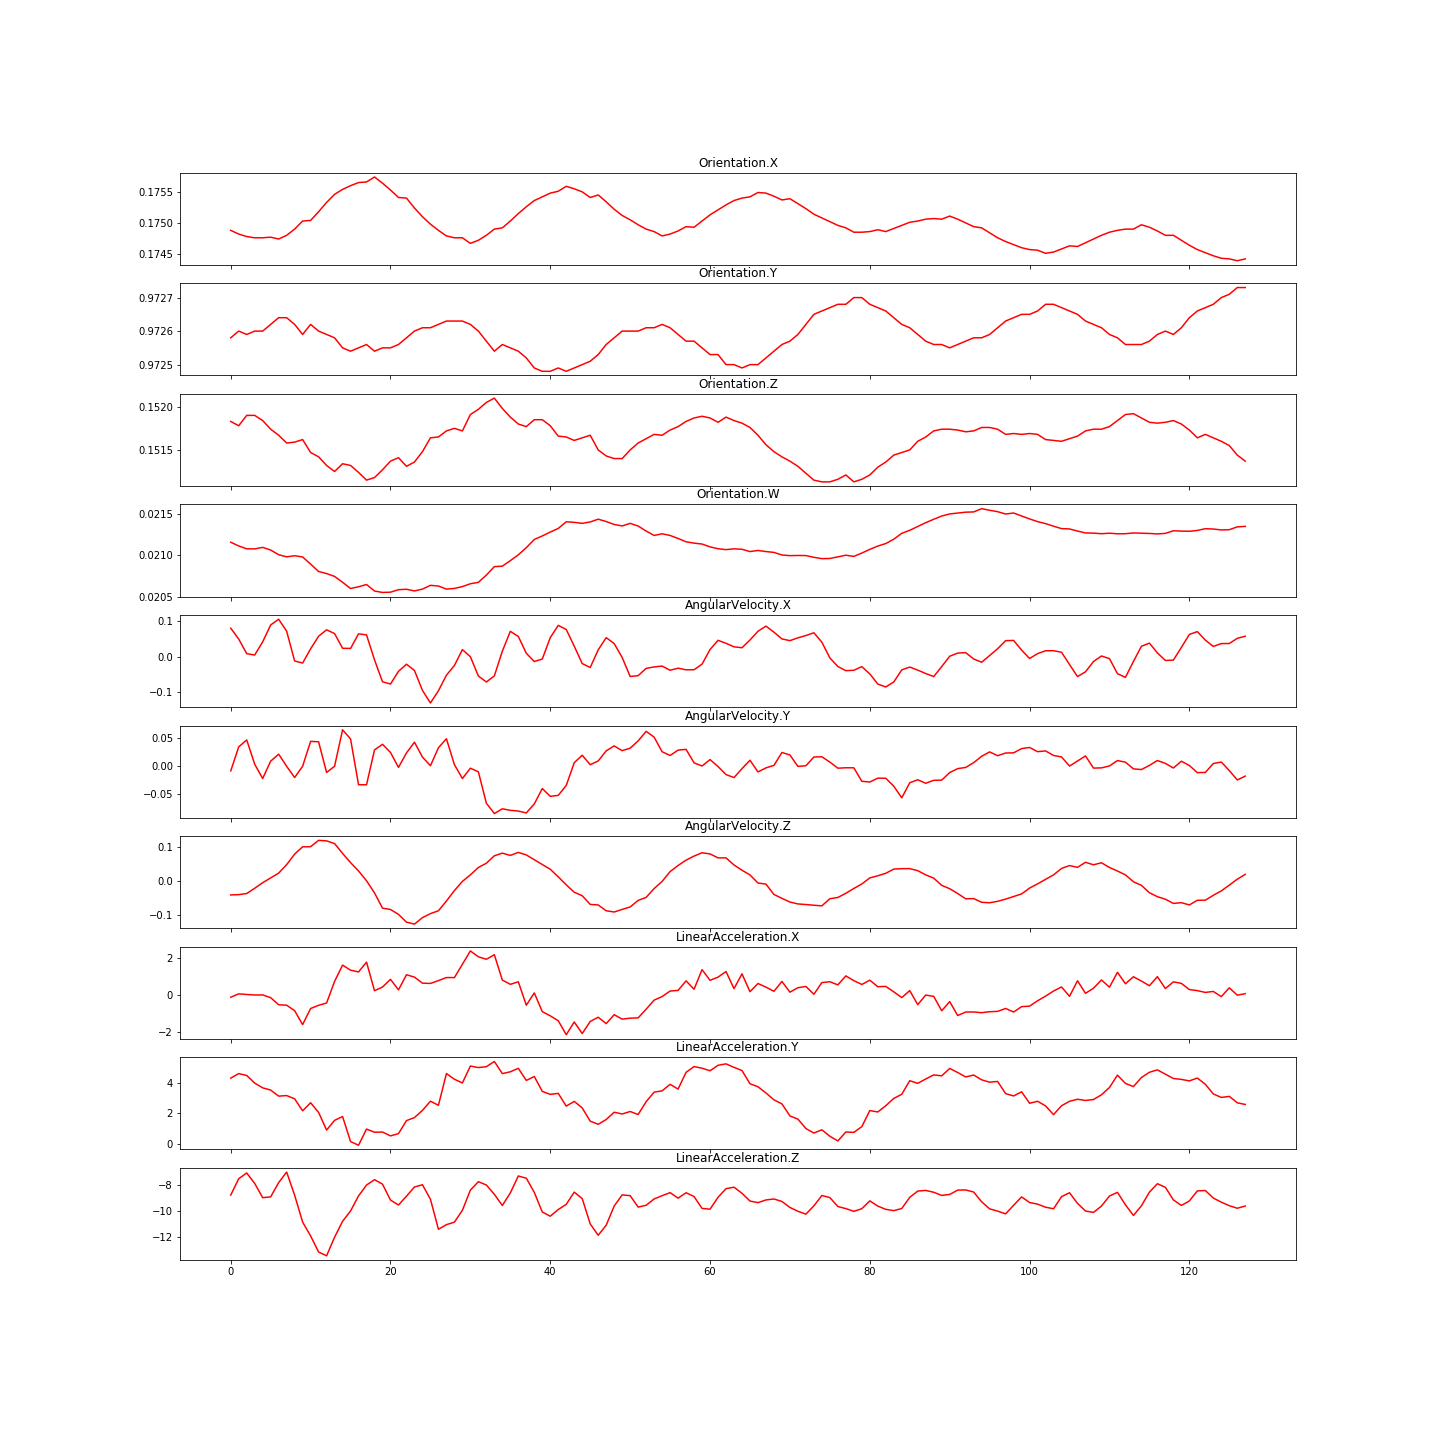 Orientation.X
0.1755
0.1750
0.1745
Orientation.Y
0.9727
0.9726
0.9725
Orientation.Z
0.1520
0.1515
Orientation.W
0.0215
0.0210
0.0205
AngularVelocity.X
0.1
0.0
−0.1
AngularVelocity.Y
0.05
0.00
−0.05
AngularVelocity.Z
0.1
0.0
−0.1
LinearAcceleration.X
2
0
−2
LinearAcceleration.Y
4
2
0
LinearAcceleration.Z
−8
−10
−12
0 20 40 60 80 100 120